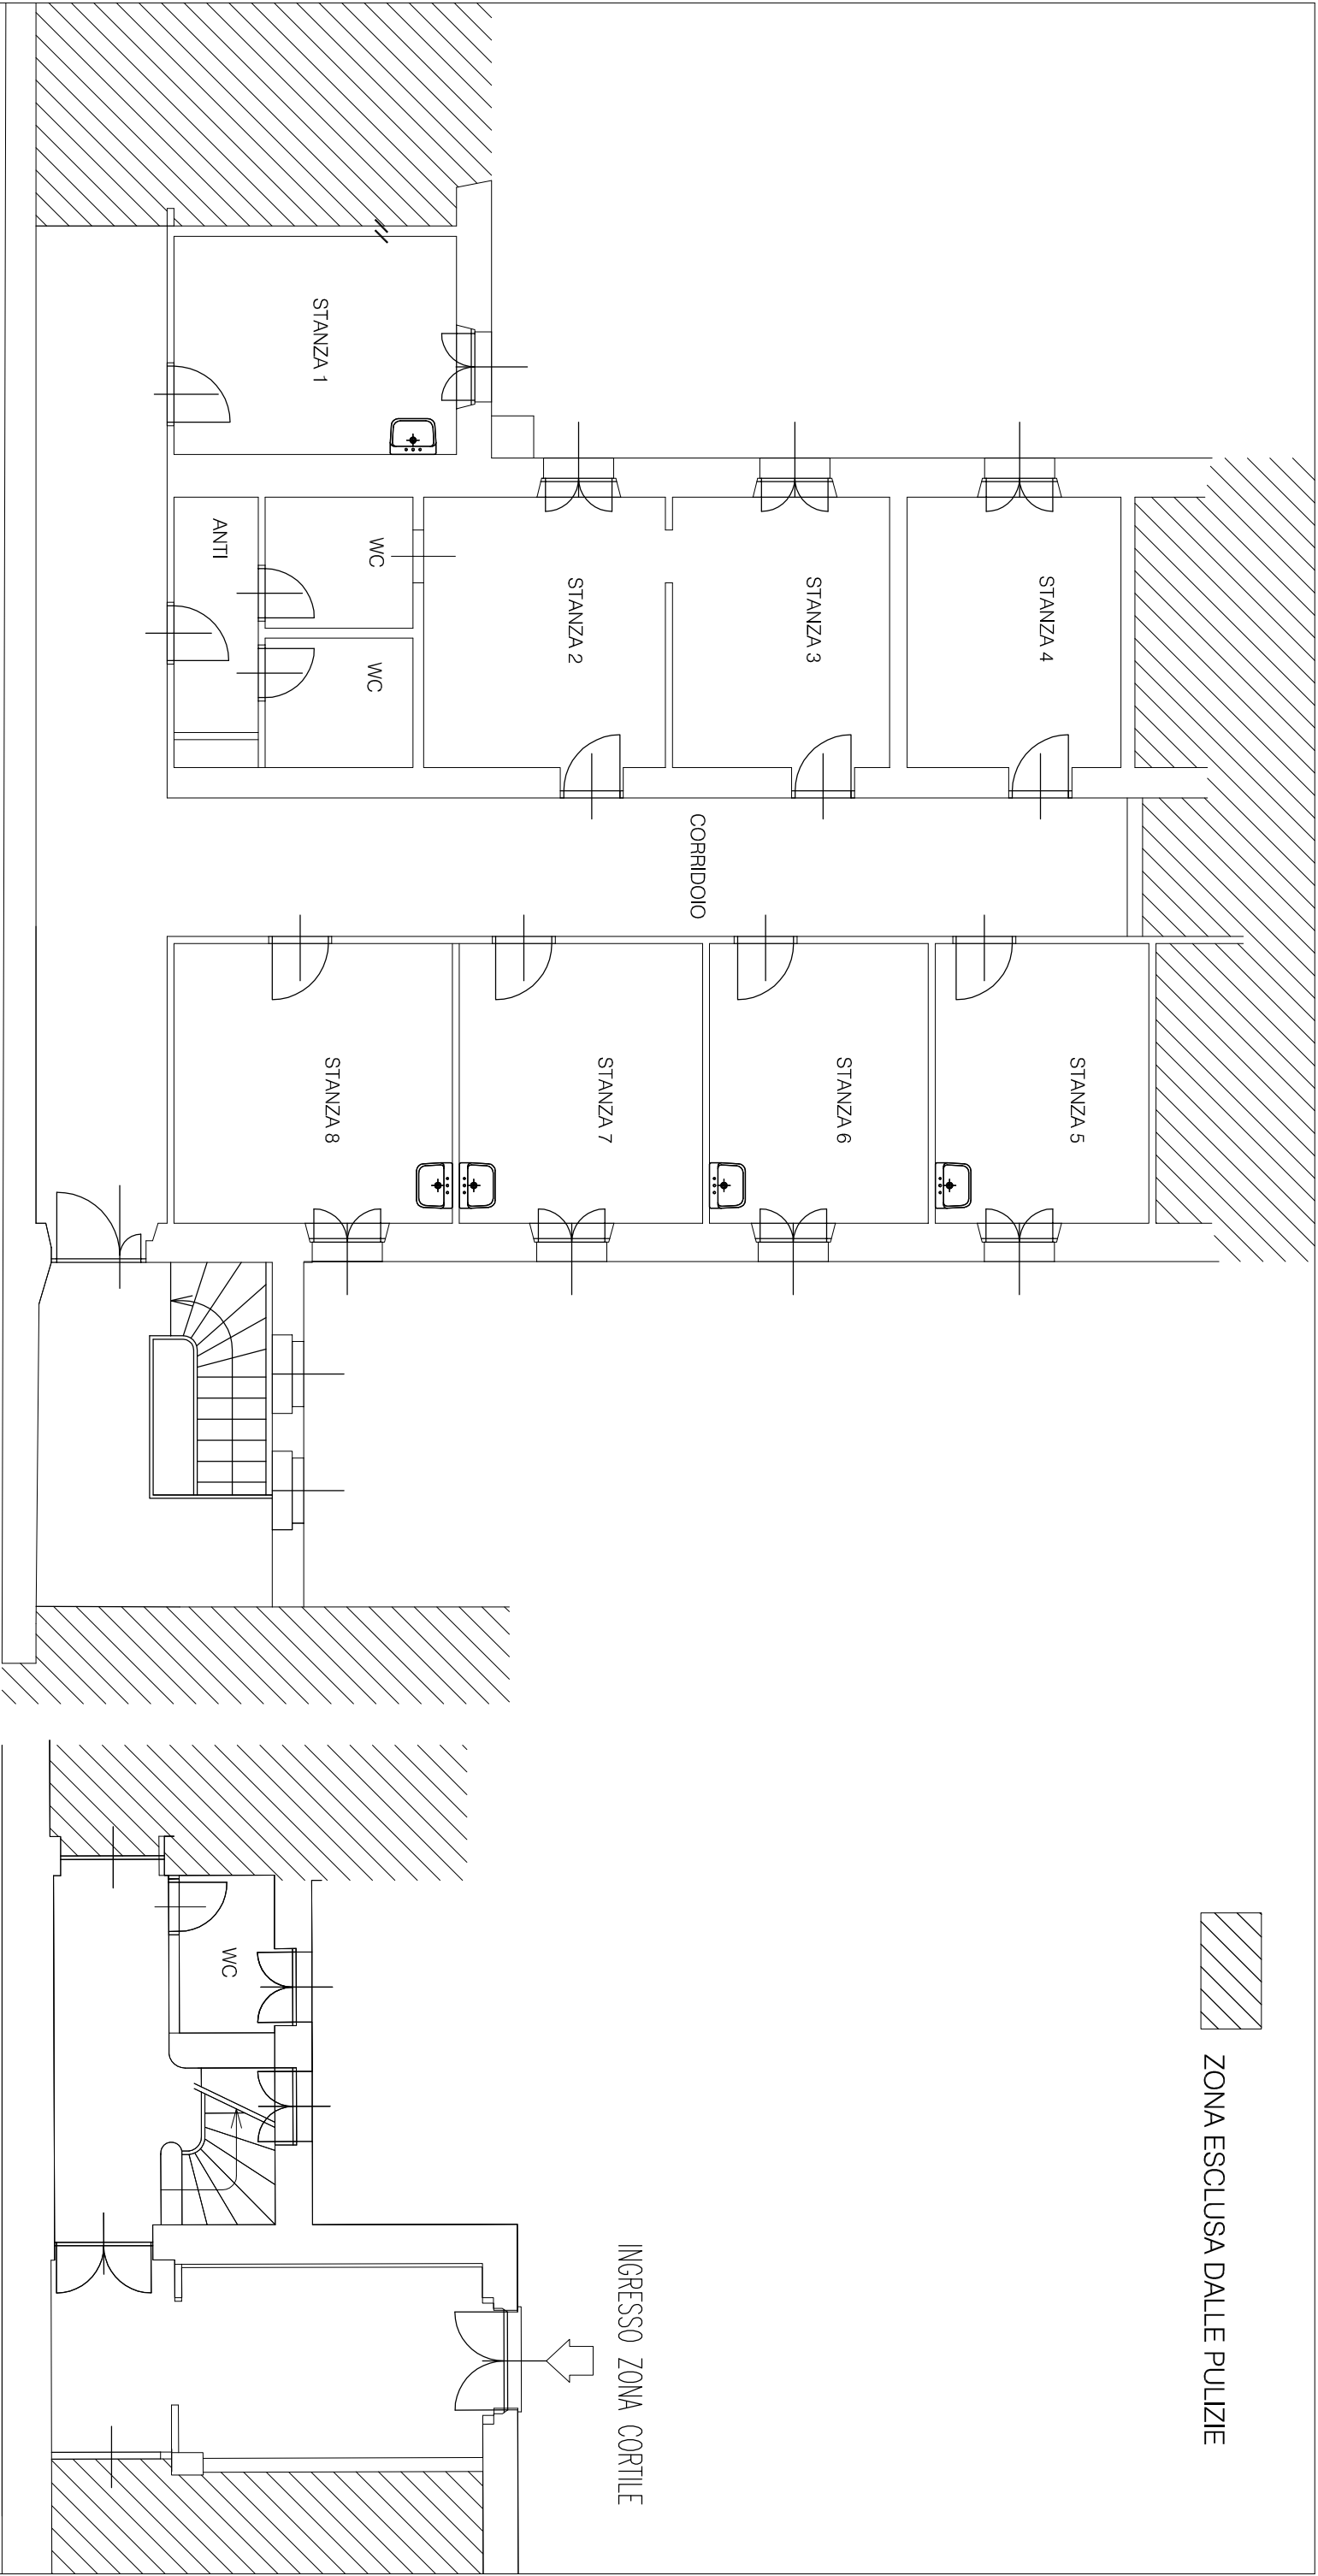 STANZA 4
STANZA 3
STANZA 2
WC
WC
STANZA 1
ANTI
CORRIDOIO
STANZA 5
STANZA 6
STANZA 7
STANZA 8
ZONA ESCLUSA DALLE PULIZIE
INGRESSO ZONA CORTILE
WC